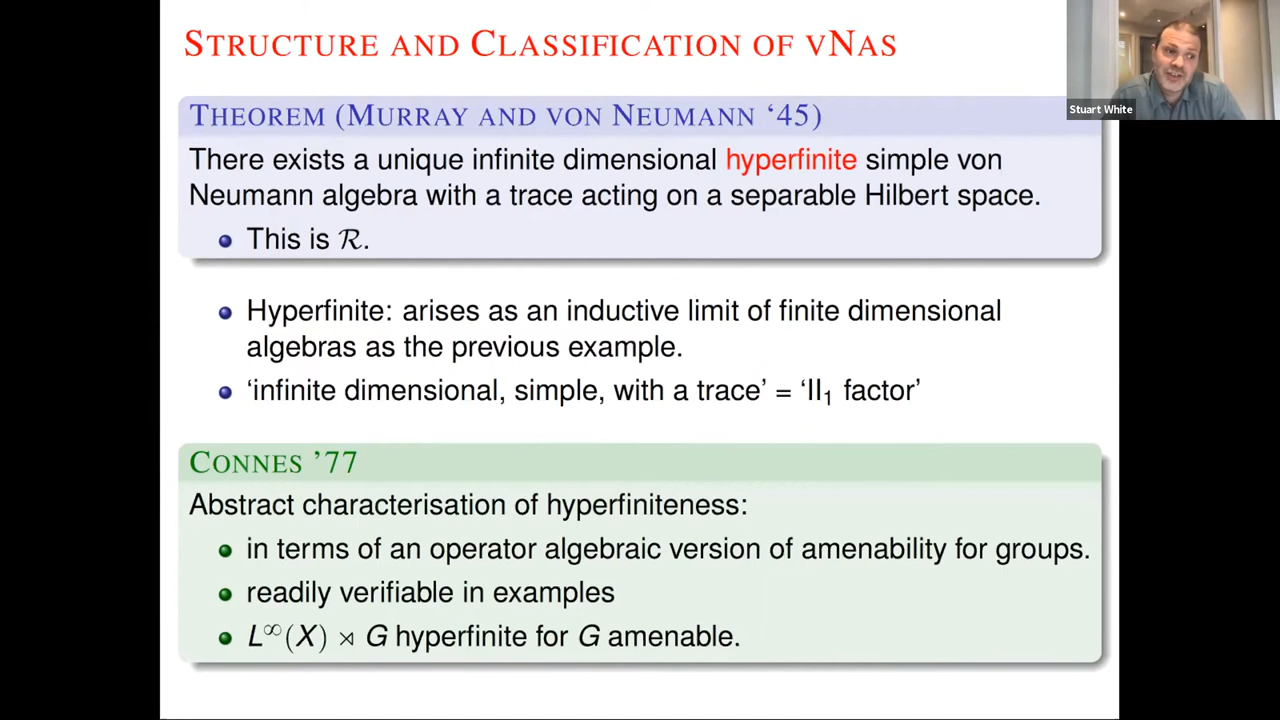 STRUCTURE AND CLASSIFICATION OF VNAS
Stuart White
THEOREM (MURRAY AND VON NEUMANN ‘45)
There exists a unique infinite dimensional hyperfinite simple von
Neumann algebra with a trace acting on a separable Hilbert space.
This is ℛ.
Hyperfinite: arises as an inductive limit of finite dimensional
algebras as the previous example.
‘infinite dimensional, simple, with a trace’ = ‘II₁ factor’
CONNES ’77
Abstract characterisation of hyperfiniteness:
in terms of an operator algebraic version of amenability for groups.
readily verifiable in examples
L^∞(X) ⋊ G hyperfinite for G amenable.